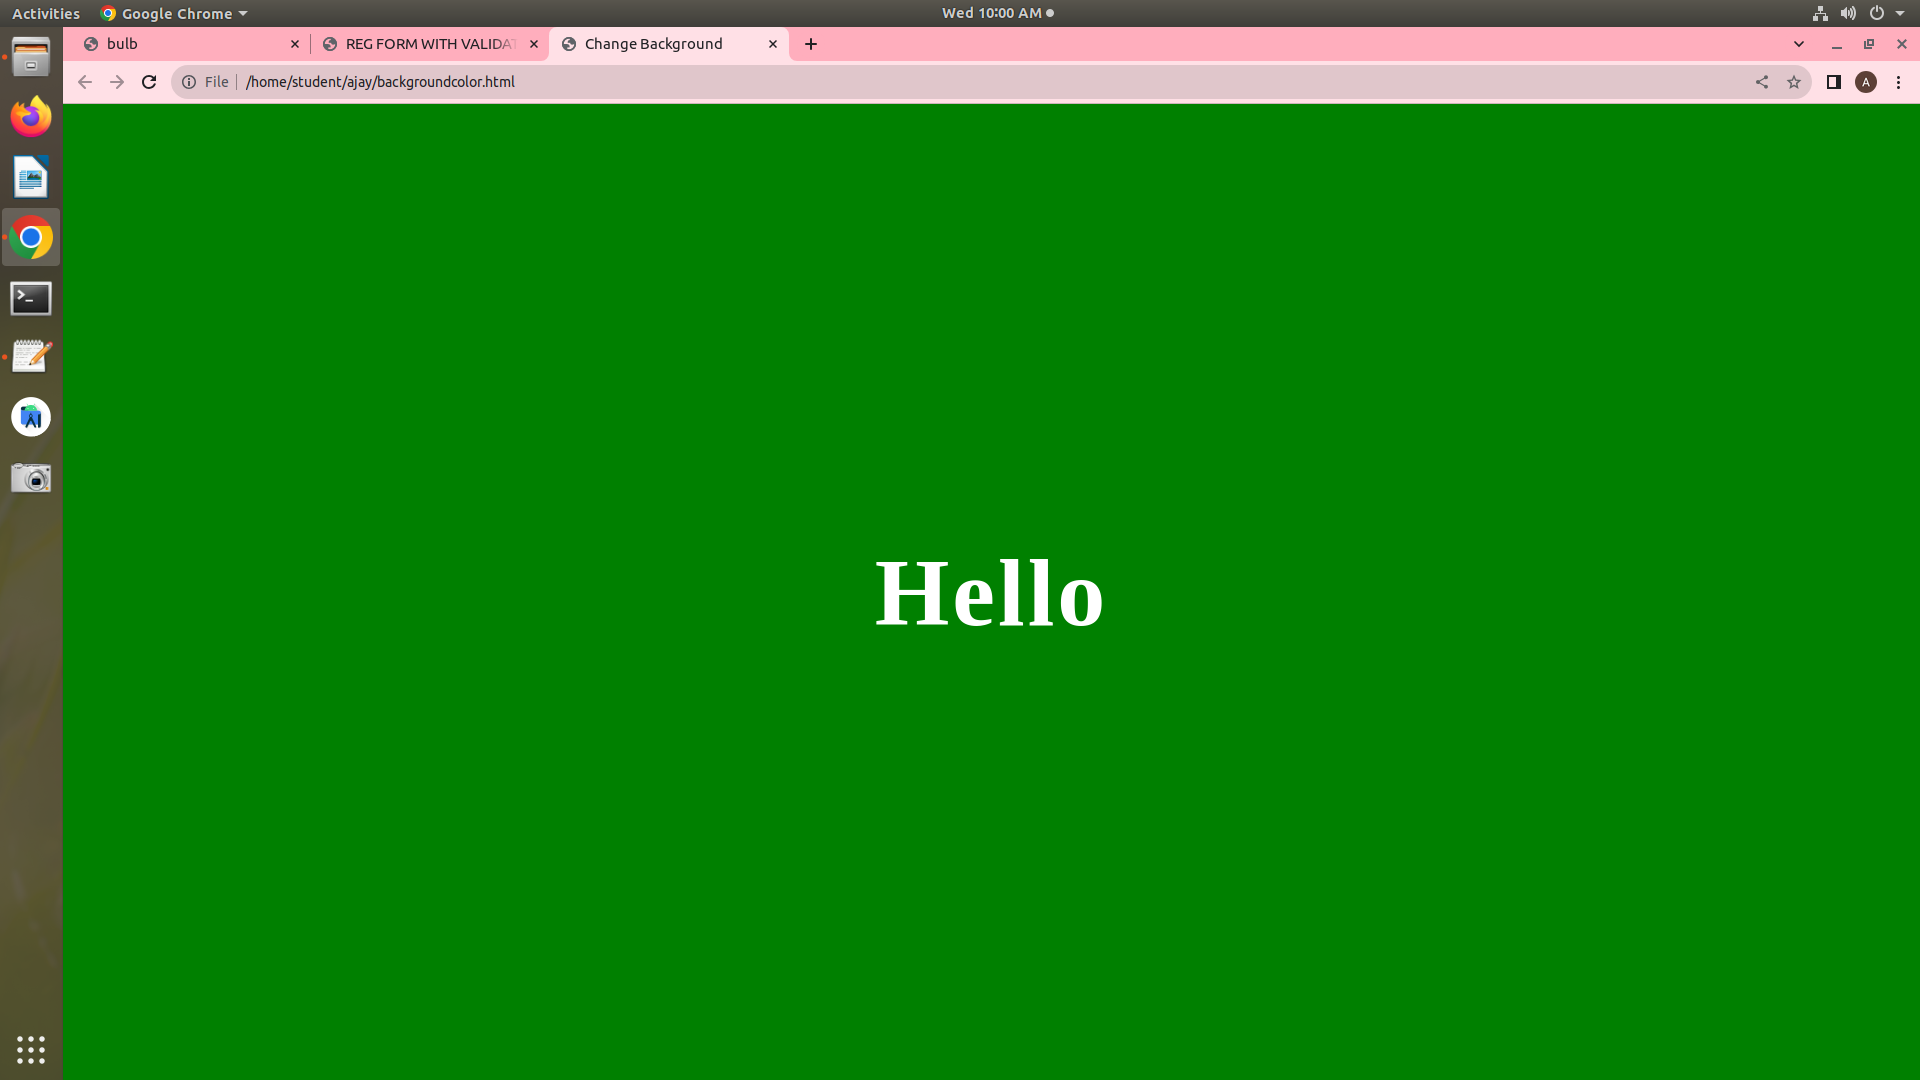 Activities
Google Chrome
Wed 10:00 AM
bulb
REG FORM WITH VALIDAT
Change Background
File
/home/student/ajay/backgroundcolor.html
A
Hello